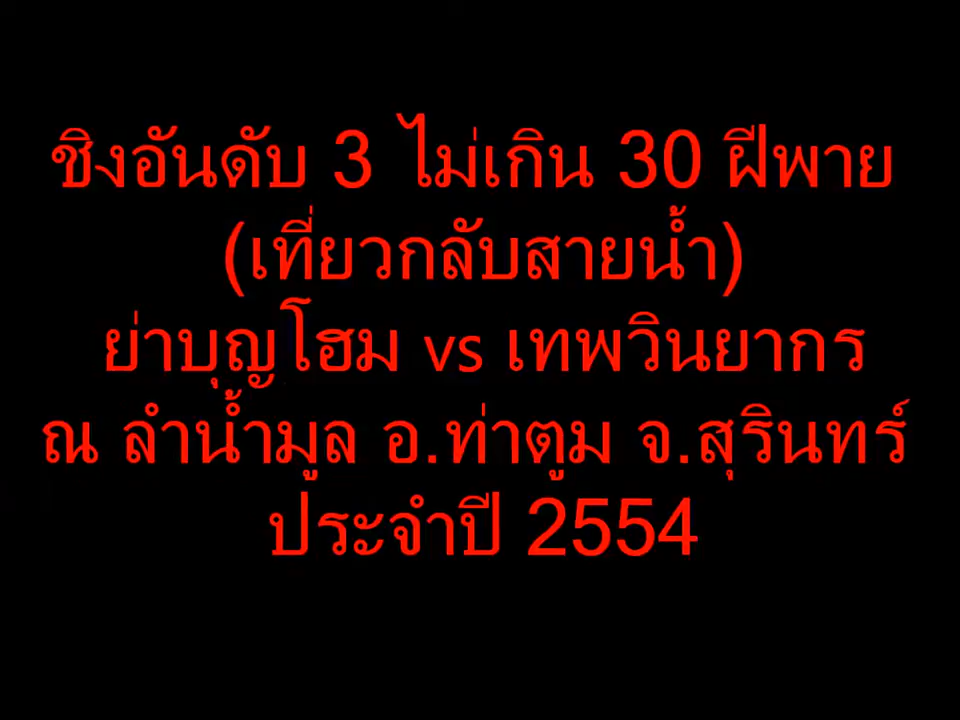 ชิงอันดับ 3 ไม่เกิน 30 ฝีพาย
(เที่ยวกลับสายน้ำ)
ย่าบุญโฮม vs เทพวินยากร
ณ ลำน้ำมูล อ.ท่าตูม จ.สุรินทร์
ประจำปี 2554